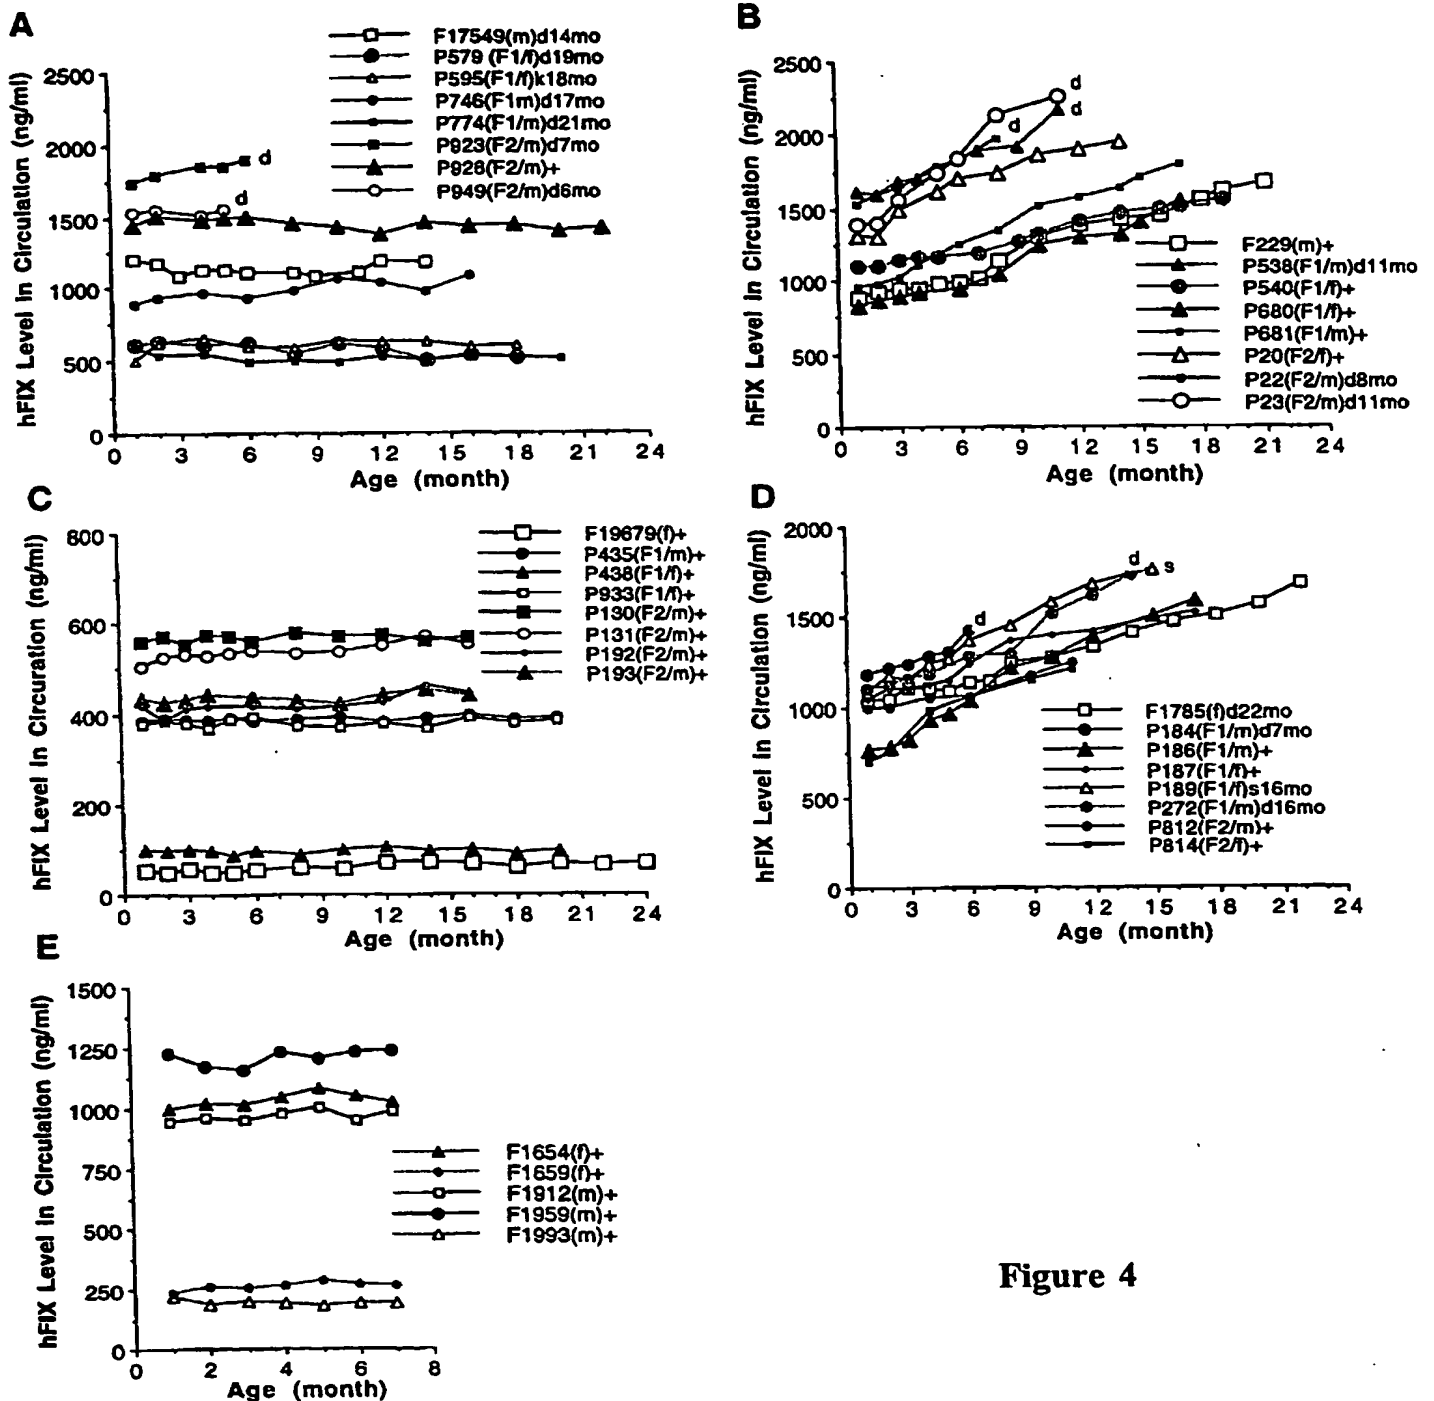 A
F17549(m)d14mo
P579 (F1/f)d19mo
P595(F1/f)k18mo
P746(F1m)d17mo
P774(F1/m)d21mo
P923(F2/m)d7mo
P928(F2/m)+
P949(F2/m)d6mo
hFIX Level In Circulation (ng/ml)
2500
2000
1500
1000
500
0
d
d
0 3 6 9 12 15 18 21 24
Age (month)
B
hFIX Level In Circulation (ng/ml)
2500
2000
1500
1000
500
0
d
d
d
F229(m)+
P538(F1/m)d11mo
P540(F1/f)+
P680(F1/f)+
P681(F1/m)+
P20(F2/f)+
P22(F2/m)d8mo
P23(F2/m)d11mo
0 3 6 9 12 15 18 21 24
Age (month)
C
hFIX Level In Circuration (ng/ml)
800
600
400
200
0
F19679(f)+
P435(F1/m)+
P438(F1/f)+
P933(F1/f)+
P130(F2/m)+
P131(F2/m)+
P192(F2/m)+
P193(F2/m)+
0 3 6 9 12 15 18 21 24
Age (month)
D
hFIX Level In Circulation (ng/ml)
2000
1500
1000
500
0
d
d
s
F1785(f)d22mo
P184(F1/m)d7mo
P186(F1/m)+
P187(F1/f)+
P189(F1/f)s16mo
P272(F1/m)d16mo
P812(F2/m)+
P814(F2/f)+
0 3 6 9 12 15 18 21 24
Age (month)
E
hFIX Level In Circulation (ng/ml)
1500
1250
1000
750
500
250
0
F1654(f)+
F1659(f)+
F1912(m)+
F1959(m)+
F1993(m)+
0 2 4 6 8
Age (month)
Figure 4